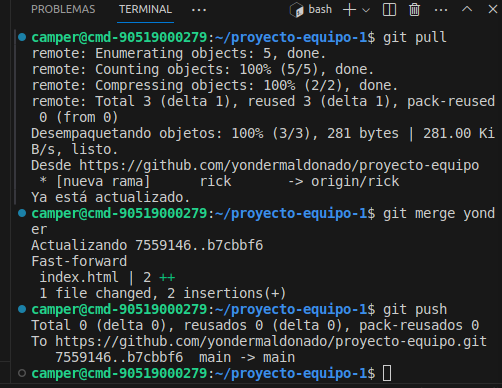 PROBLEMAS TERMINAL ··· bash
camper@cmd-90519000279:~/proyecto-equipo-1$ git pull
remote: Enumerating objects: 5, done.
remote: Counting objects: 100% (5/5), done.
remote: Compressing objects: 100% (2/2), done.
remote: Total 3 (delta 1), reused 3 (delta 1), pack-reused
 0 (from 0)
Desempaquetando objetos: 100% (3/3), 281 bytes | 281.00 Ki
B/s, listo.
Desde https://github.com/yondermaldonado/proyecto-equipo
 * [nueva rama]      rick       -> origin/rick
Ya está actualizado.
camper@cmd-90519000279:~/proyecto-equipo-1$ git merge yond
er
Actualizando 7559146..b7cbbf6
Fast-forward
 index.html | 2 ++
 1 file changed, 2 insertions(+)
camper@cmd-90519000279:~/proyecto-equipo-1$ git push
Total 0 (delta 0), reusados 0 (delta 0), pack-reusados 0
To https://github.com/yondermaldonado/proyecto-equipo.git
   7559146..b7cbbf6  main -> main
camper@cmd-90519000279:~/proyecto-equipo-1$